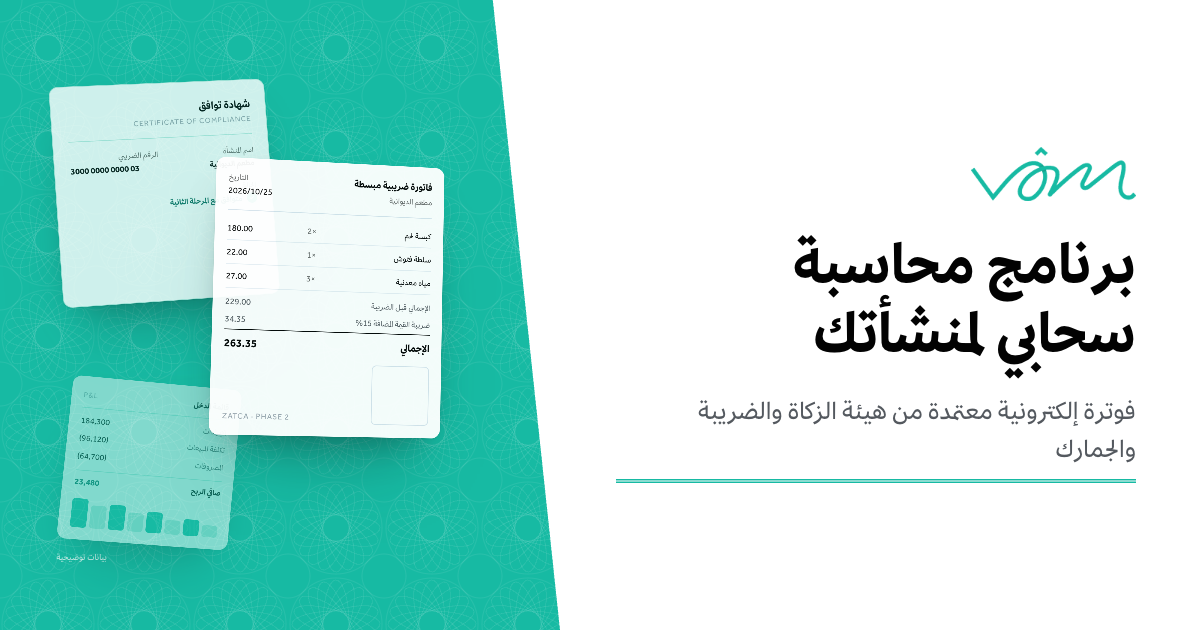 برنامج محاسبة
سحابي لمنشأتك
فوترة إلكترونية معتمدة من هيئة الزكاة والضريبة
والجمارك
شهادة توافق
CERTIFICATE OF COMPLIANCE
اسم المنشأة
الرقم الضريبي
3000 0000 0000 03
المرحلة الثانية
فاتورة ضريبية مبسطة
التاريخ
مطعم الديوانية
2026/10/25
كبسة لحم 2× 180.00
سلطة فتوش 1× 22.00
مياه معدنية 3× 27.00
الإجمالي قبل الضريبة 229.00
ضريبة القيمة المضافة 15% 34.35
الإجمالي 263.35
ZATCA · PHASE 2
الدخل P&L
184,300
تكلفة المبيعات (96,120)
المصروفات (64,700)
صافي الربح 23,480
بيانات توضيحية